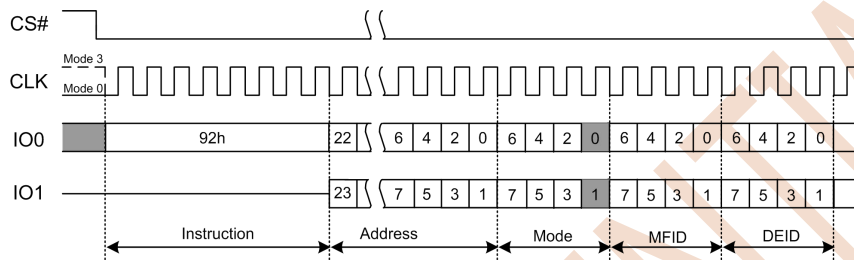 CS#
Mode 3
CLK
Mode 0
IO0 92h 22 6 4 2 0 6 4 2 0 6 4 2 0 6 4 2 0
IO1 23 7 5 3 1 7 5 3 1 7 5 3 1 7 5 3 1
Instruction Address Mode MFID DEID